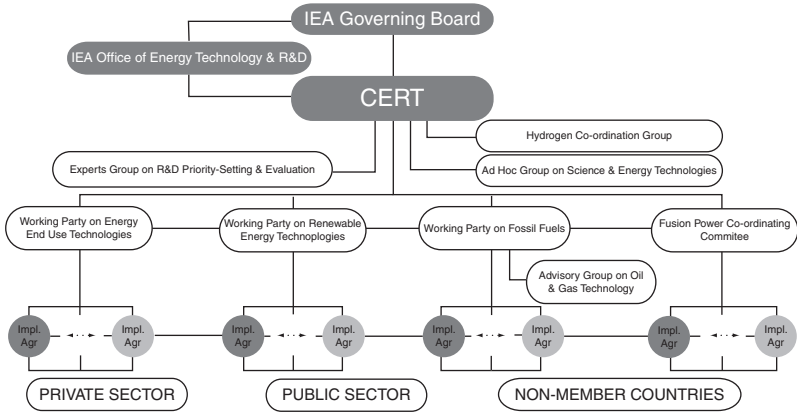 IEA Governing Board
IEA Office of Energy Technology & R&D
CERT
Hydrogen Co-ordination Group
Experts Group on R&D Priority-Setting & Evaluation
Ad Hoc Group on Science & Energy Technologies
Working Party on Energy
End Use Technologies
Working Party on Renewable
Energy Technoplogies
Working Party on Fossil Fuels
Fusion Power Co-ordinating
Commitee
Advisory Group on Oil
& Gas Technology
Impl.
Agr
Impl.
Agr
Impl.
Agr
Impl.
Agr
Impl.
Agr
Impl.
Agr
Impl.
Agr
Impl.
Agr
PRIVATE SECTOR
PUBLIC SECTOR
NON-MEMBER COUNTRIES